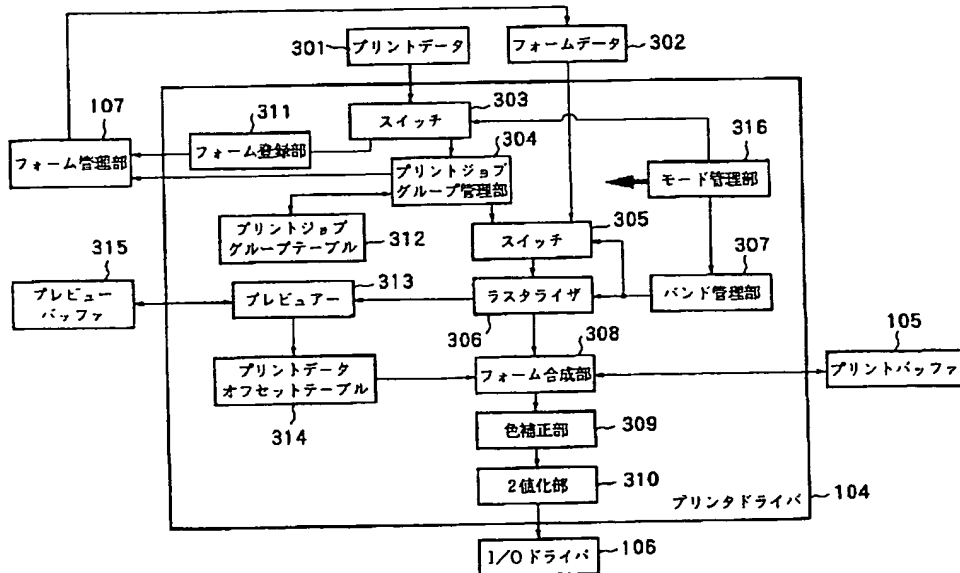 301
プリントデータ
フォームデータ
302
107
311
303
スイッチ
304
316
フォーム管理部
フォーム登録部
プリントジョブ
グループ管理部
モード管理部
プリントジョブ
グループテーブル
312
305
スイッチ
307
315
プレビュー
バッファ
プレビュアー
313
ラスタライザ
306
バンド管理部
308
105
プリントデータ
オフセットテーブル
314
フォーム合成部
プリントバッファ
色補正部
309
2値化部
310
プリンタドライバ
104
I/Oドライバ
106